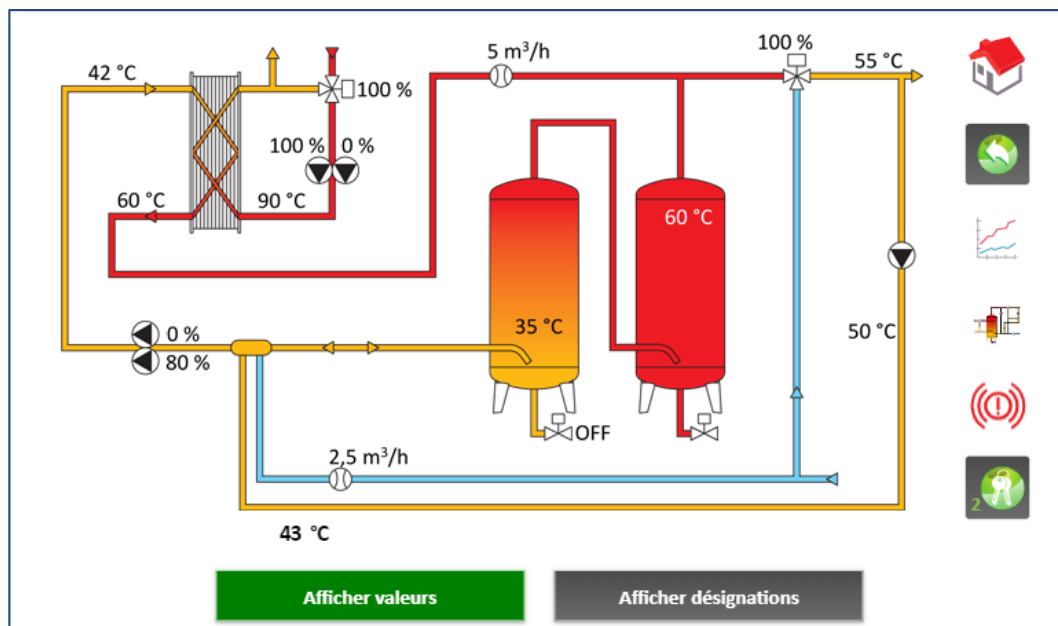 5 m³/h
100 %
42 °C
55 °C
100 %
100 %
0 %
60 °C
90 °C
60 °C
35 °C
50 °C
0 %
80 %
OFF
2,5 m³/h
2
43 °C
Afficher valeurs
Afficher désignations